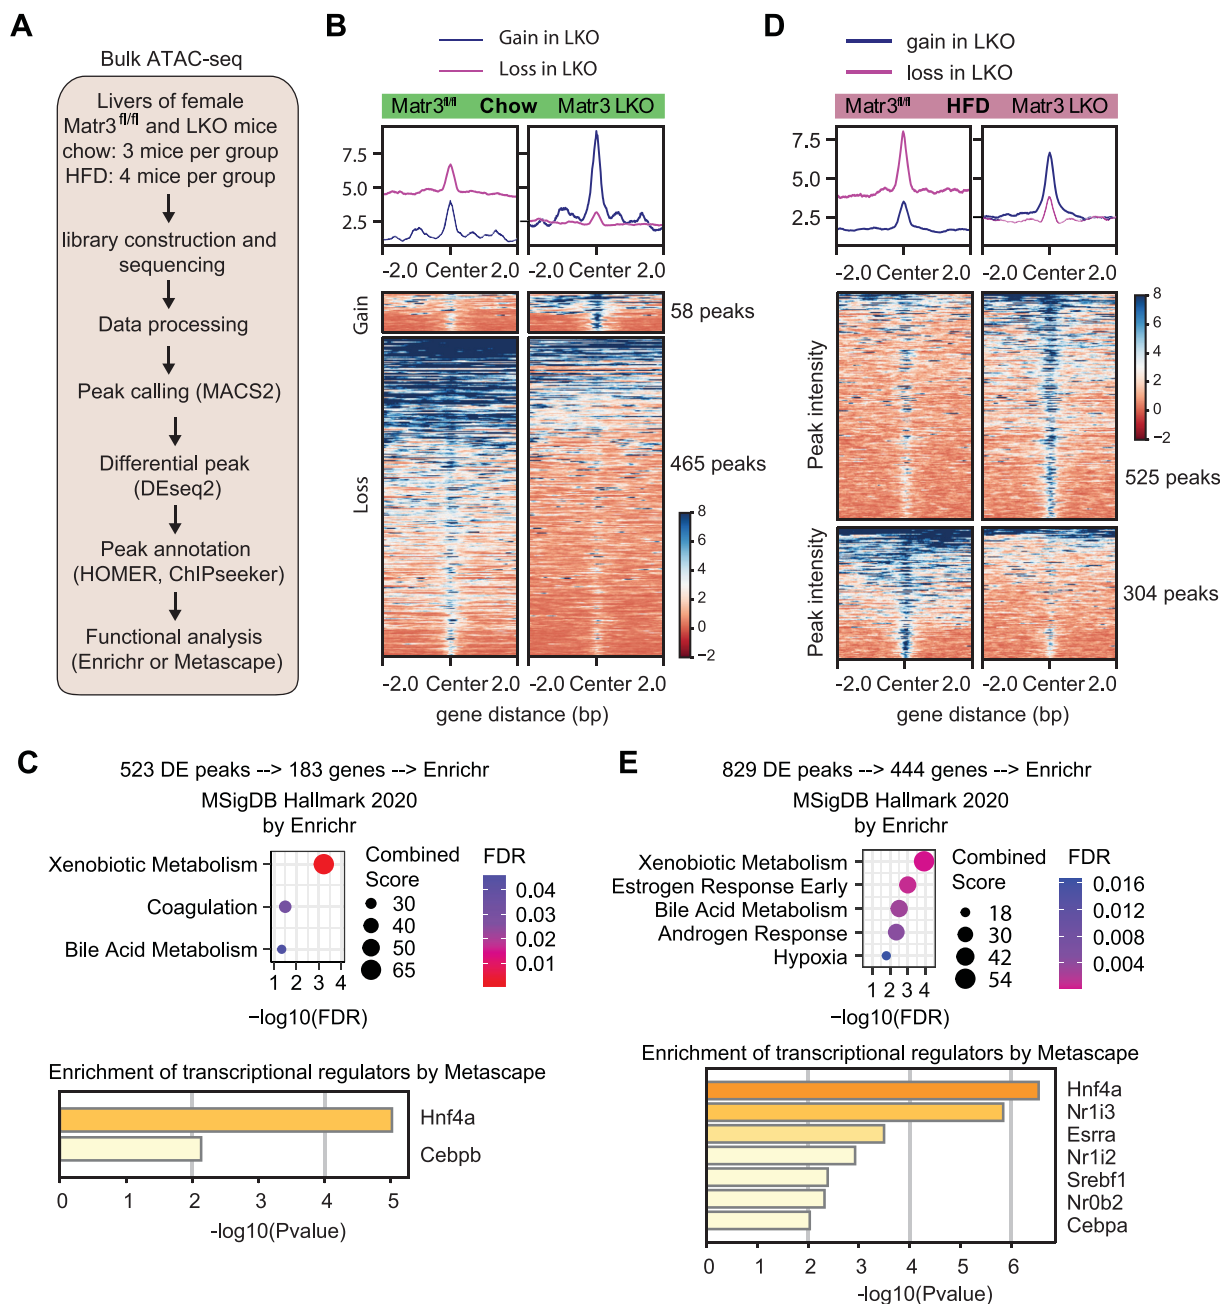 A
Bulk ATAC-seq
Livers of female
Matr3fl/fl and LKO mice
chow: 3 mice per group
HFD: 4 mice per group
library construction and
sequencing
Data processing
Peak calling (MACS2)
Differential peak
(DEseq2)
Peak annotation
(HOMER, ChIPseeker)
Functional analysis
(Enrichr or Metascape)
B
Gain in LKO
Loss in LKO
Matr3fl/fl Chow Matr3 LKO
7.5
5.0
2.5
-2.0 Center 2.0
-2.0 Center 2.0
Gain
58 peaks
Loss
465 peaks
8
6
4
2
0
−2
-2.0 Center 2.0
-2.0 Center 2.0
gene distance (bp)
D
gain in LKO
loss in LKO
Matr3fl/fl HFD Matr3 LKO
7.5
5.0
2.5
-2.0 Center 2.0
-2.0 Center 2.0
Peak intensity
525 peaks
8
6
4
2
0
−2
Peak intensity
304 peaks
-2.0 Center 2.0
-2.0 Center 2.0
gene distance (bp)
C
523 DE peaks --> 183 genes --> Enrichr
MSigDB Hallmark 2020
by Enrichr
Xenobiotic Metabolism
Coagulation
Bile Acid Metabolism
1 2 3 4
−log10(FDR)
Combined
Score
30
40
50
65
FDR
0.04
0.03
0.02
0.01
Enrichment of transcriptional regulators by Metascape
Hnf4a
Cebpb
0 1 2 3 4 5
-log10(Pvalue)
E
829 DE peaks --> 444 genes --> Enrichr
MSigDB Hallmark 2020
by Enrichr
Xenobiotic Metabolism
Estrogen Response Early
Bile Acid Metabolism
Androgen Response
Hypoxia
1 2 3 4
−log10(FDR)
Combined
Score
18
30
42
54
FDR
0.016
0.012
0.008
0.004
Enrichment of transcriptional regulators by Metascape
Hnf4a
Nr1i3
Esrra
Nr1i2
Srebf1
Nr0b2
Cebpa
0 1 2 3 4 5 6
-log10(Pvalue)